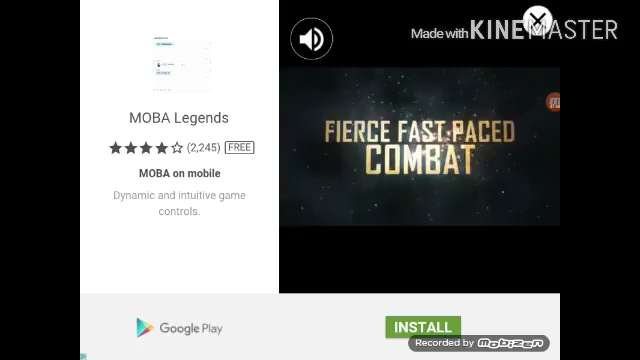 Made with KINEMASTER
FIERCE FAST-PACED
COMBAT
MOBA Legends
(2,245) FREE
MOBA on mobile
Dynamic and intuitive game
controls.
Google Play
INSTALL
Recorded by Mobizen